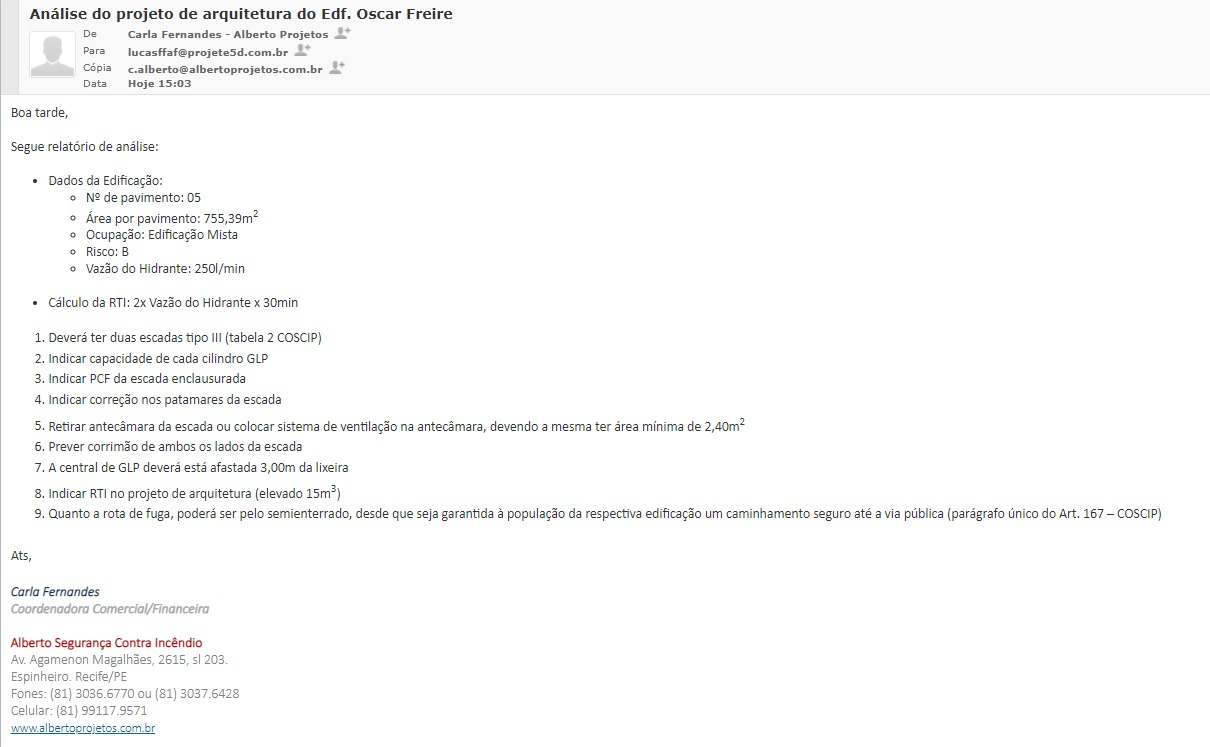 Análise do projeto de arquitetura do Edf. Oscar Freire
De Carla Fernandes - Alberto Projetos
Para lucasffaf@projete5d.com.br
Cópia c.alberto@albertoprojetos.com.br
Data Hoje 15:03
Boa tarde,
Segue relatório de análise:
• Dados da Edificação:
◦ Nº de pavimento: 05
◦ Área por pavimento: 755,39m²
◦ Ocupação: Edificação Mista
◦ Risco: B
◦ Vazão do Hidrante: 250l/min
• Cálculo da RTI: 2x Vazão do Hidrante x 30min
1. Deverá ter duas escadas tipo III (tabela 2 COSCIP)
2. Indicar capacidade de cada cilindro GLP
3. Indicar PCF da escada enclausurada
4. Indicar correção nos patamares da escada
5. Retirar antecâmara da escada ou colocar sistema de ventilação na antecâmara, devendo a mesma ter área mínima de 2,40m²
6. Prever corrimão de ambos os lados da escada
7. A central de GLP deverá está afastada 3,00m da lixeira
8. Indicar RTI no projeto de arquitetura (elevado 15m³)
9. Quanto a rota de fuga, poderá ser pelo semienterrado, desde que seja garantida à população da respectiva edificação um caminhamento seguro até a via pública (parágrafo único do Art. 167 – COSCIP)
Ats,
Carla Fernandes
Coordenadora Comercial/Financeira
Alberto Segurança Contra Incêndio
Av. Agamenon Magalhães, 2615, sl 203.
Espinheiro. Recife/PE
Fones: (81) 3036.6770 ou (81) 3037.6428
Celular: (81) 99117.9571
www.albertoprojetos.com.br